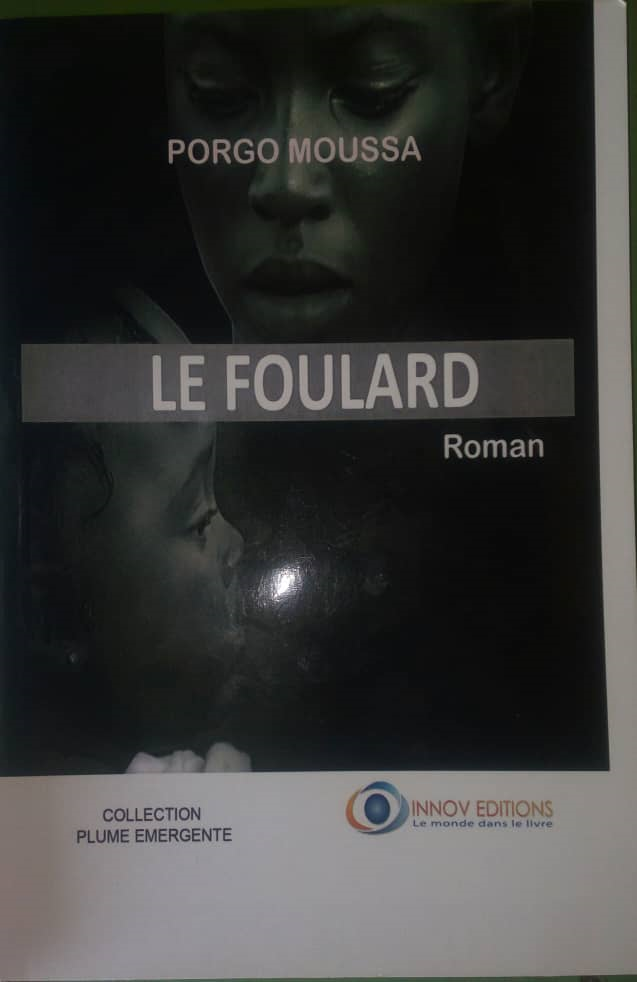 PORGO MOUSSA
LE FOULARD
Roman
COLLECTION
PLUME EMERGENTE
INNOV EDITIONS
Le monde dans le livre